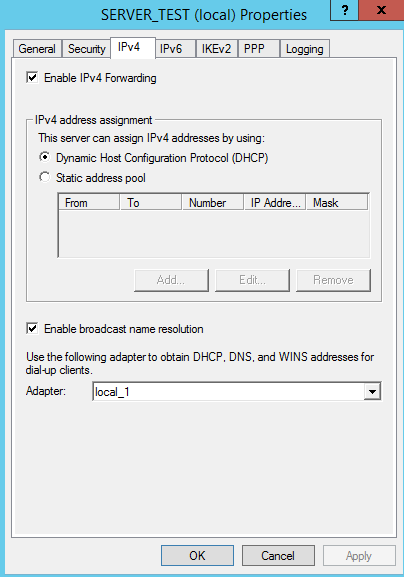 SERVER_TEST (local) Properties
? x
General Security IPv4 IPv6 IKEv2 PPP Logging
Enable IPv4 Forwarding
IPv4 address assignment
This server can assign IPv4 addresses by using:
Dynamic Host Configuration Protocol (DHCP)
Static address pool
From To Number IP Addre... Mask
Add... Edit... Remove
Enable broadcast name resolution
Use the following adapter to obtain DHCP, DNS, and WINS addresses for
dial-up clients.
Adapter: local_1
OK Cancel Apply